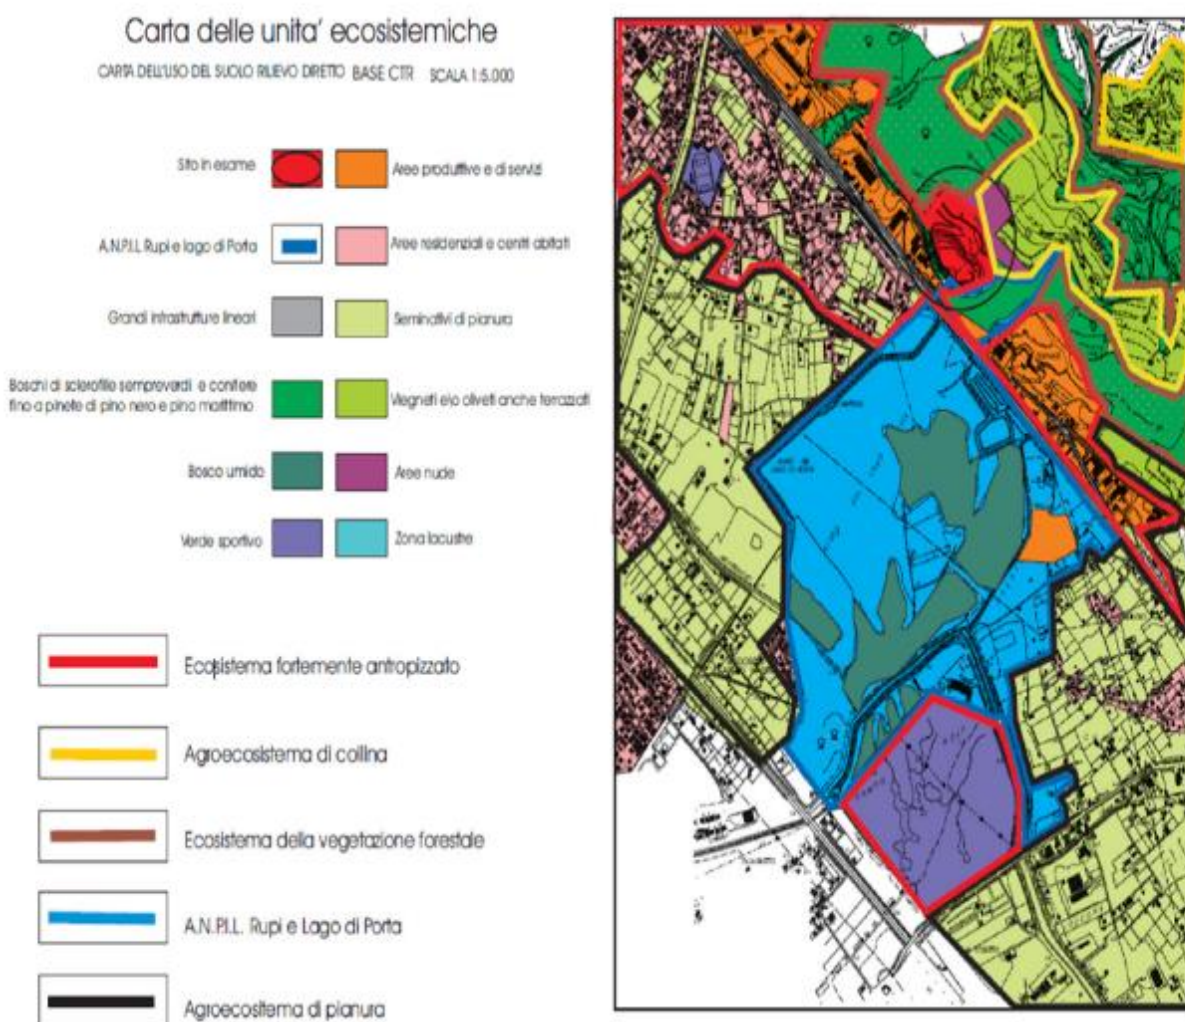 Carta delle unita' ecosistemiche
CARTA DELL'USO DEL SUOLO RILIEVO DIRETTO BASE CTR SCALA 1:5.000
Sito in esame
Aree produttive e di servizi
A.N.P.I.L Rupi e lago di Porta
Aree residenziali e centri abitati
Grandi infrastrutture lineari
Seminativi di pianura
Boschi di sclerofille sempreverdi e conifere
fino a pinete di pino nero e pino marittimo
Viegneti e/o oliveti anche terrazzati
Bosco umido
Aree nude
Verde sportivo
Zona lacustre
Ecosistema fortemente antropizzato
Agroecosistema di collina
Ecosistema della vegetazione forestale
A.N.P.I.L. Rupi e Lago di Porta
Agroecositema di pianura